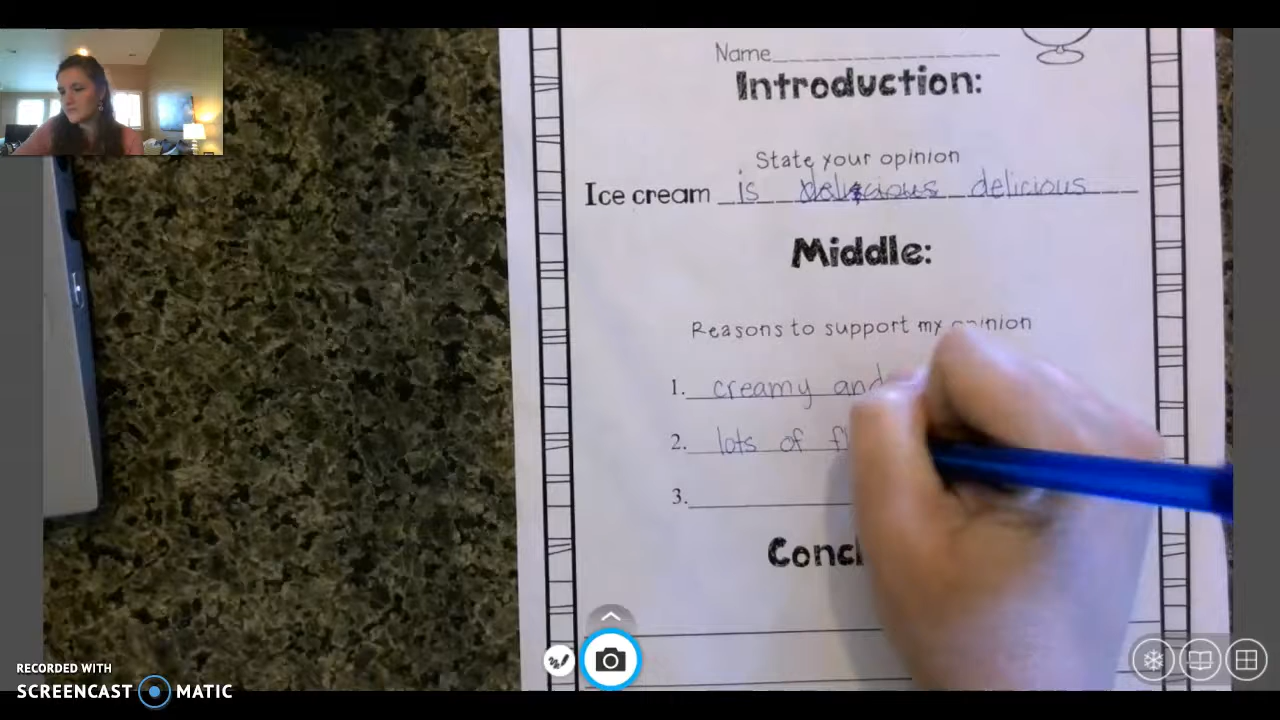 Name
Introduction:
State your opinion
Ice cream is delicious delicious
Middle:
Reasons to support my opinion
1. creamy and
2. lots of
3.
RECORDED WITH
SCREENCAST MATIC